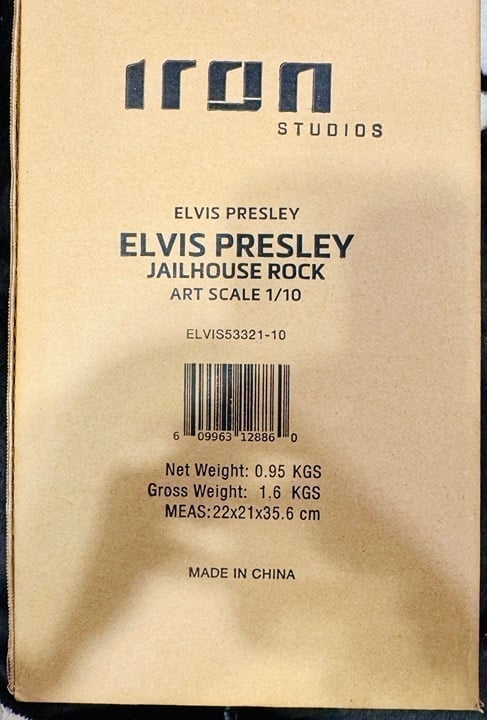 iron
STUDIOS
ELVIS PRESLEY
ELVIS PRESLEY
JAILHOUSE ROCK
ART SCALE 1/10
ELVIS53321-10
6 09963 12886 0
Net Weight: 0.95 KGS
Gross Weight: 1.6 KGS
MEAS:22x21x35.6 cm
MADE IN CHINA